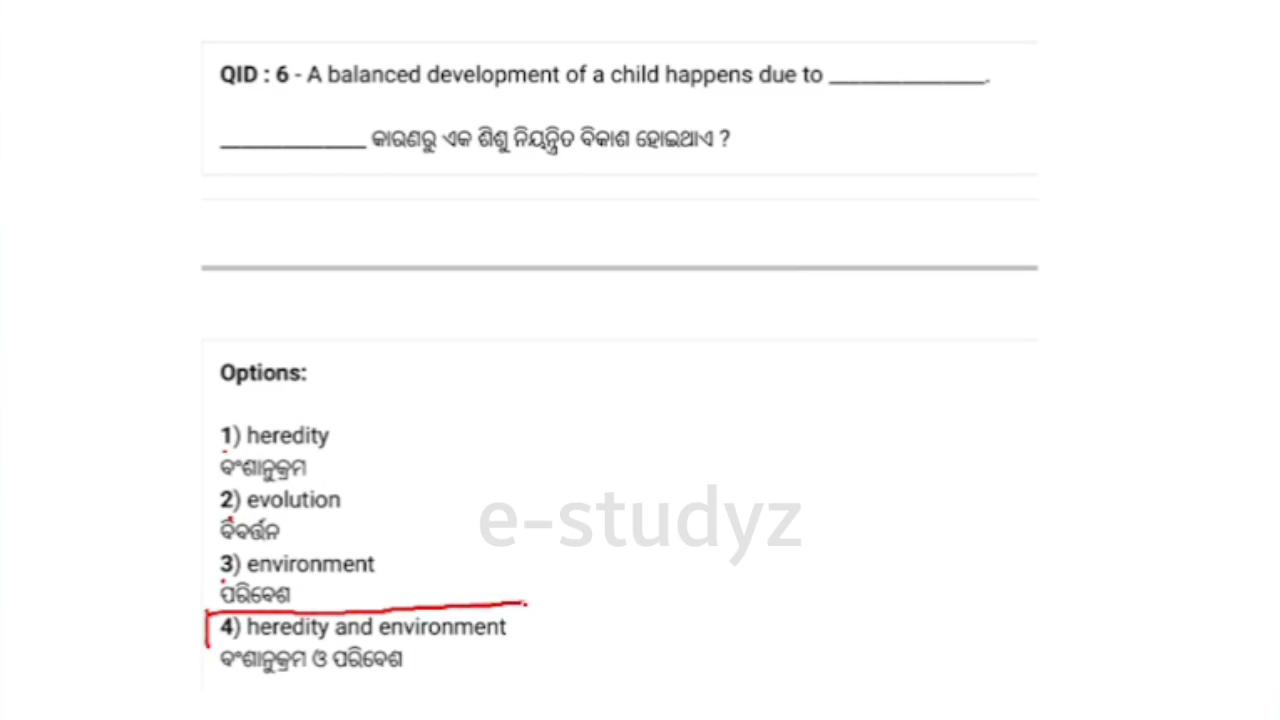 QID : 6 - A balanced development of a child happens due to ______________.
_____________ କାରଣରୁ ଏକ ଶିଶୁ ନିୟନ୍ତ୍ରିତ ବିକାଶ ହୋଇଥାଏ ?
Options:
1) heredity
ବଂଶାନୁକ୍ରମ
2) evolution
ବିବର୍ତ୍ତନ
3) environment
ପରିବେଶ
4) heredity and environment
ବଂଶାନୁକ୍ରମ ଓ ପରିବେଶ
e-studyz